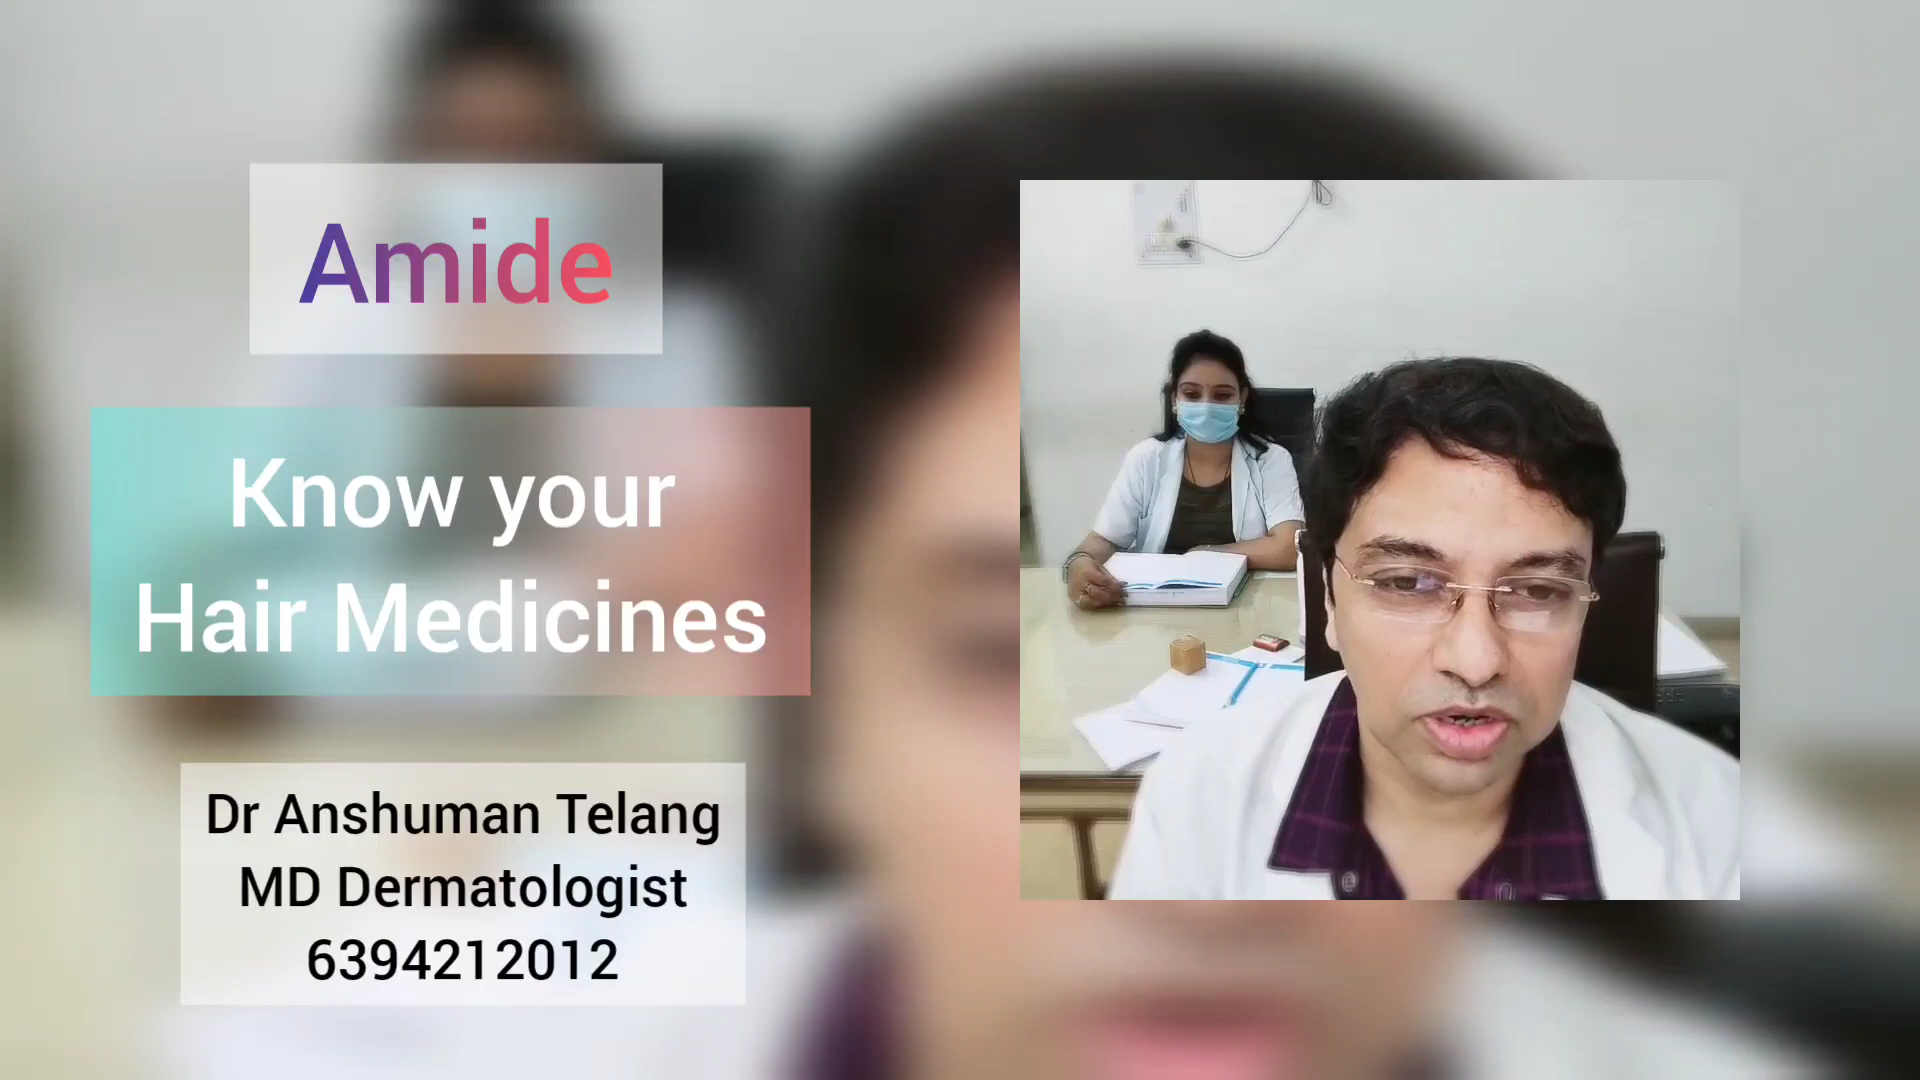 Amide
Know your
Hair Medicines
Dr Anshuman Telang
MD Dermatologist
6394212012